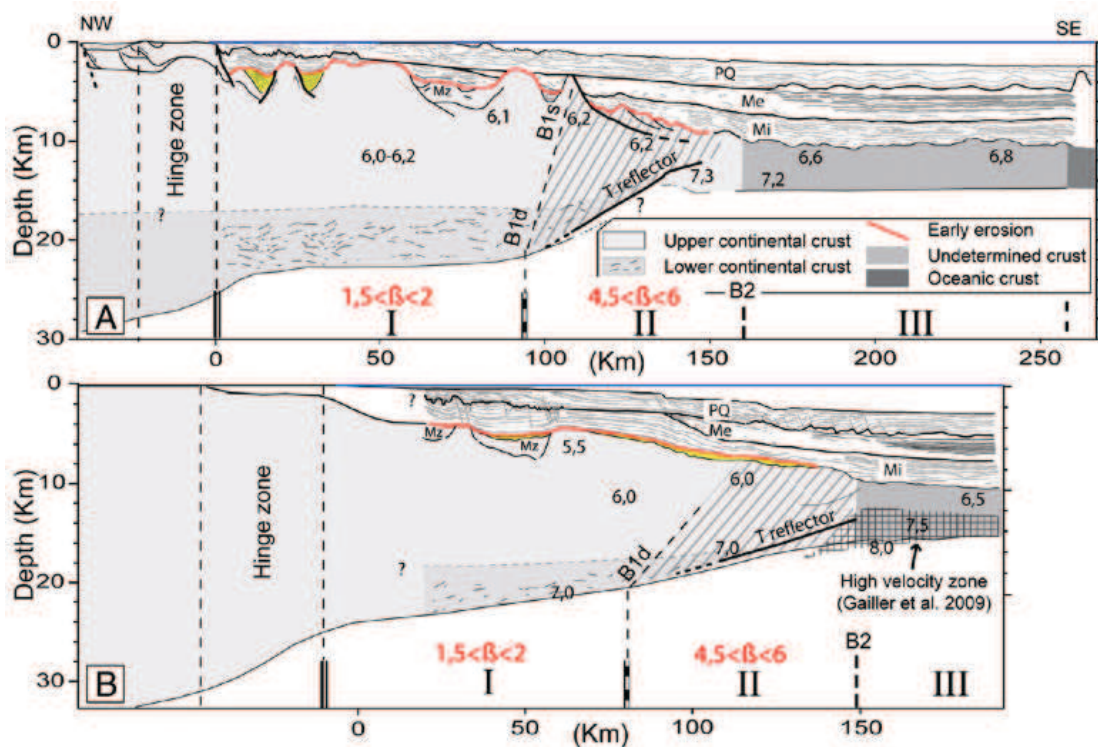 NW
SE
0
10
20
30
Depth (Km)
Hinge zone
?
Mz
6,1
6,0-6,2
B1s
B1d
6,2
6,2
T reflector
7,3
?
PQ
Me
Mi
6,6
6,8
7,2
Upper continental crust
Lower continental crust
Early erosion
Undetermined crust
Oceanic crust
A
1,5<ß<2
I
4,5<ß<6
II
B2
III
0
50
100
(Km)
150
200
250
0
10
20
30
Depth (Km)
Hinge zone
?
?
Mz
Mz
5,5
6,0
6,0
B1d
7,0
7,0
T reflector
PQ
Me
Mi
6,5
7,5
8,0
High velocity zone
(Gailler et al. 2009)
B
1,5<ß<2
I
4,5<ß<6
II
B2
III
0
50
Km)
100
150